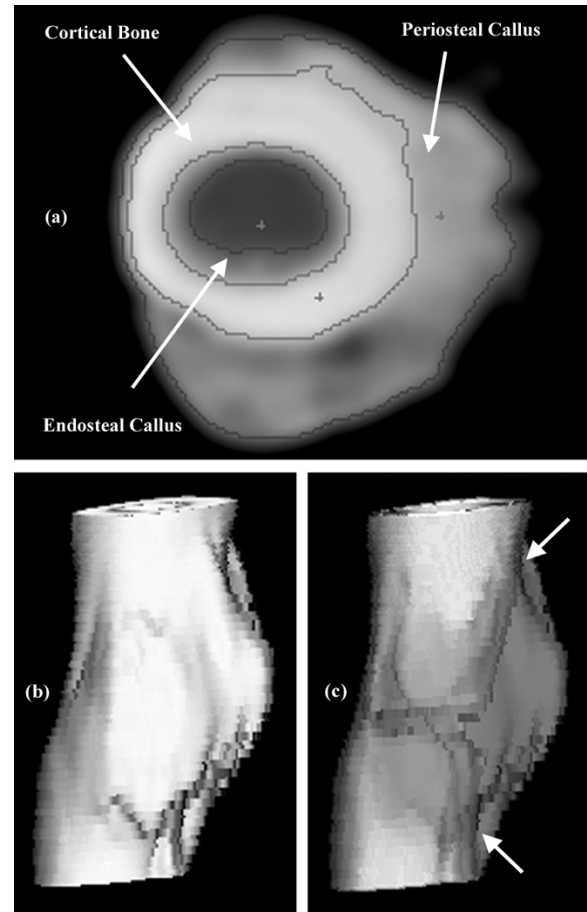 Cortical Bone
Periosteal Callus
(a)
Endosteal Callus
(b)
(c)